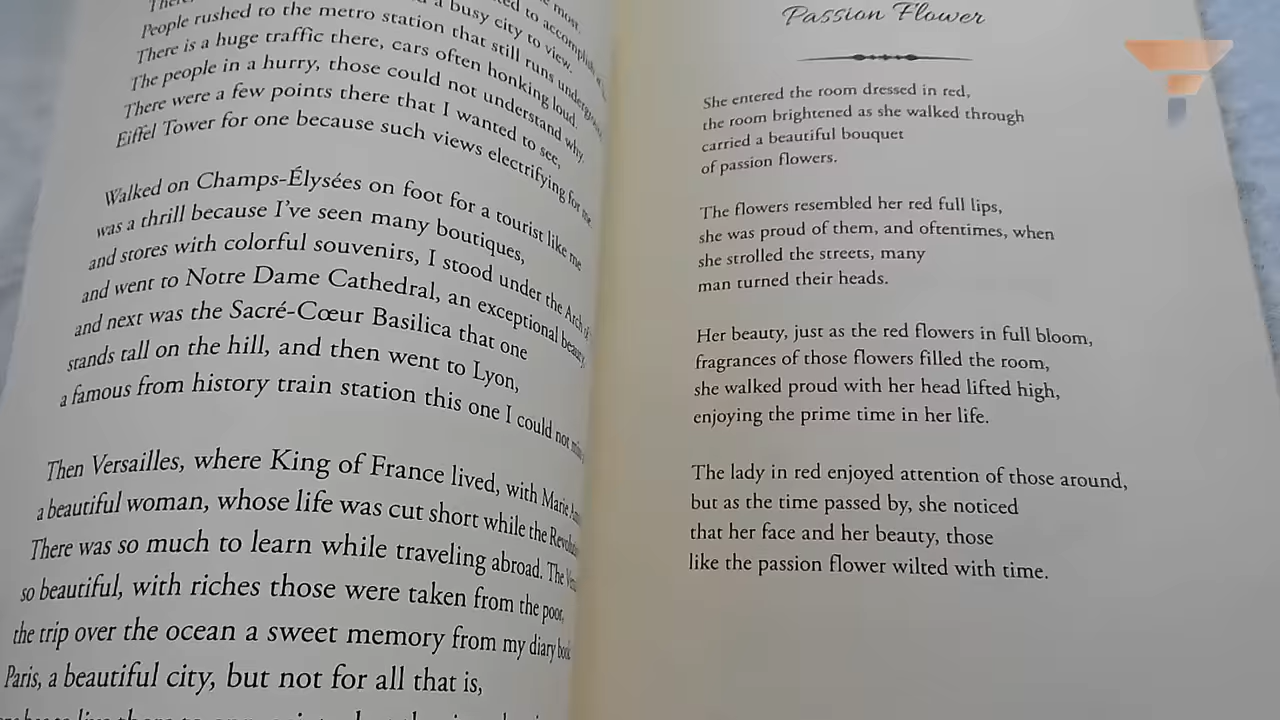 a busy city to view.
People rushed to the metro station that still runs
There is a huge traffic there, cars often honking loud.
The people in a hurry, those could not understand why.
There were a few points there that I wanted to see,
Eiffel Tower for one because such views electrifying for me.
Walked on Champs-Élysées on foot for a tourist like me
was a thrill because I've seen many boutiques,
and stores with colorful souvenirs, I stood under the Arch
and went to Notre Dame Cathedral, an exceptional beauty
and next was the Sacré-Cœur Basilica that one
stands tall on the hill, and then went to Lyon,
a famous from history train station this one I could not
Then Versailles, where King of France lived, with Marie
a beautiful woman, whose life was cut short while the
There was so much to learn while traveling abroad. The
so beautiful, with riches those were taken from the poor,
the trip over the ocean a sweet memory from my diary book
Paris, a beautiful city, but not for all that is,
Passion Flower
She entered the room dressed in red,
the room brightened as she walked through
carried a beautiful bouquet
of passion flowers.
The flowers resembled her red full lips,
she was proud of them, and oftentimes, when
she strolled the streets, many
man turned their heads.
Her beauty, just as the red flowers in full bloom,
fragrances of those flowers filled the room,
she walked proud with her head lifted high,
enjoying the prime time in her life.
The lady in red enjoyed attention of those around,
but as the time passed by, she noticed
that her face and her beauty, those
like the passion flower wilted with time.